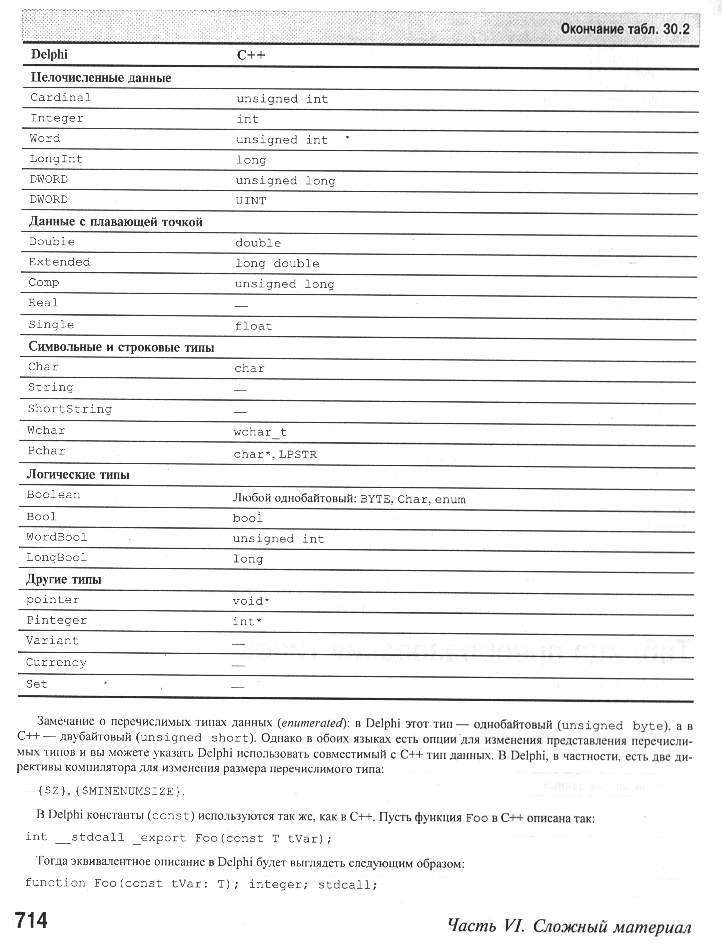 Окончание табл. 30.2
Delphi C++
Целочисленные данные
Cardinal unsigned int
Integer int
Word unsigned int
LongInt long
DWORD unsigned long
DWORD UINT
Данные с плавающей точкой
Double double
Extended long double
Comp unsigned long
Real —
Single float
Символьные и строковые типы
Char char
String —
ShortString —
Wchar wchar_t
Pchar char*, LPSTR
Логические типы
Boolean Любой однобайтовый: BYTE, Char, enum
Bool bool
WordBool unsigned int
LongBool long
Другие типы
pointer void*
Pinteger int*
Variant —
Currency —
Set —
Замечание о перечислимых типах данных (enumerated): в Delphi этот тип — однобайтовый (unsigned byte), а в
C++ — двубайтовый (unsigned short). Однако в обоих языках есть опции для изменения представления перечисли-
мых типов и вы можете указать Delphi использовать совместимый с C++ тип данных. В Delphi, в частности, есть две ди-
рективы компилятора для изменения размера перечислимого типа:
{$Z}, {$MINENUMSIZE}.
В Delphi константы (const) используются так же, как в C++. Пусть функция Foo в C++ описана так:
int __stdcall _export Foo(const T tVar);
Тогда эквивалентное описание в Delphi будет выглядеть следующим образом:
function Foo(const tVar: T); integer; stdcall;
714 Часть VI. Сложный материал